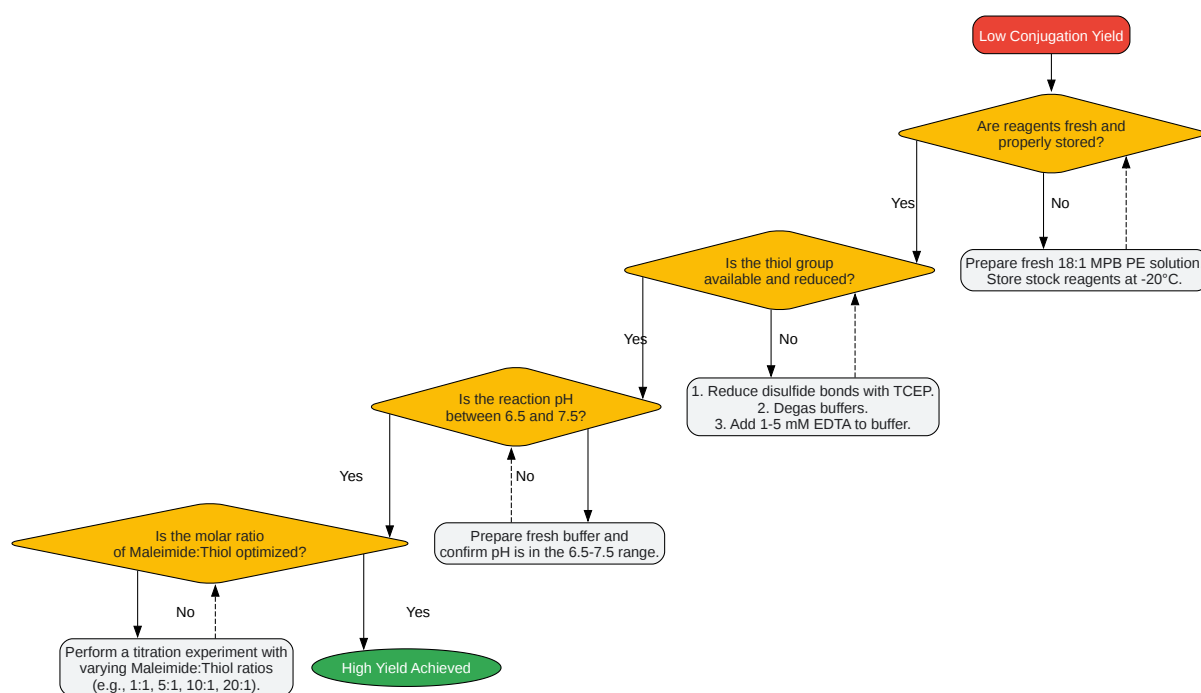 Low Conjugation Yield
Are reagents fresh and
properly stored?
Yes
No
Prepare fresh 18:1 MPB PE solution
Store stock reagents at -20°C.
Is the thiol group
available and reduced?
Yes
No
1. Reduce disulfide bonds with TCEP.
2. Degas buffers.
3. Add 1-5 mM EDTA to buffer.
Is the reaction pH
between 6.5 and 7.5?
Yes
No
Prepare fresh buffer and
confirm pH is in the 6.5-7.5 range.
Is the molar ratio
of Maleimide:Thiol optimized?
No
Yes
Perform a titration experiment with
varying Maleimide:Thiol ratios
(e.g., 1:1, 5:1, 10:1, 20:1).
High Yield Achieved